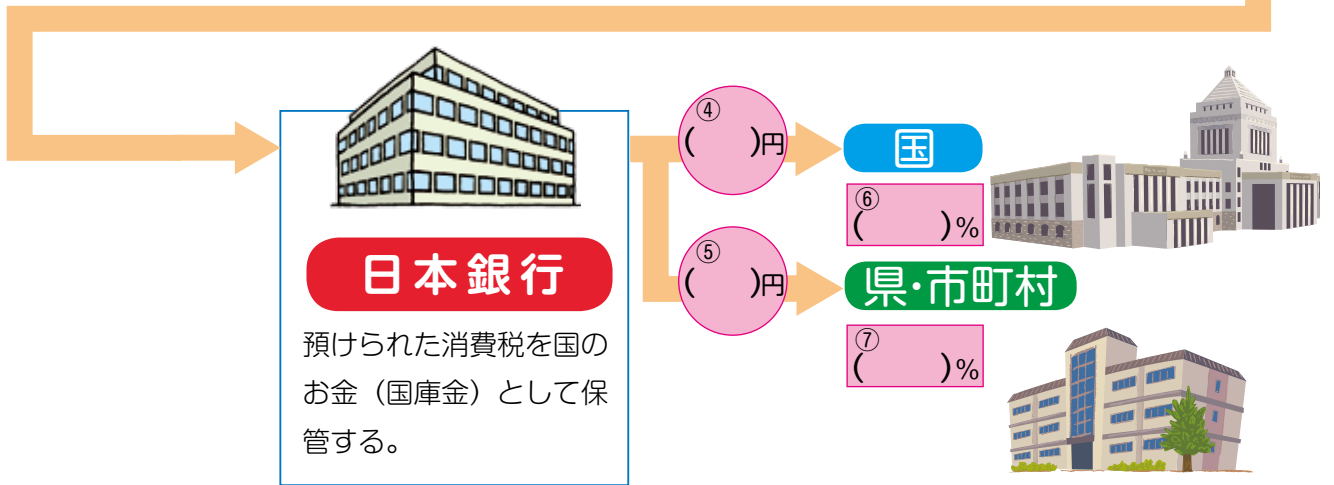 ④
(　　)円
国
⑥
(　　)%
⑤
(　　)円
県・市町村
⑦
(　　)%
日本銀行
預けられた消費税を国の
お金（国庫金）として保
管する。